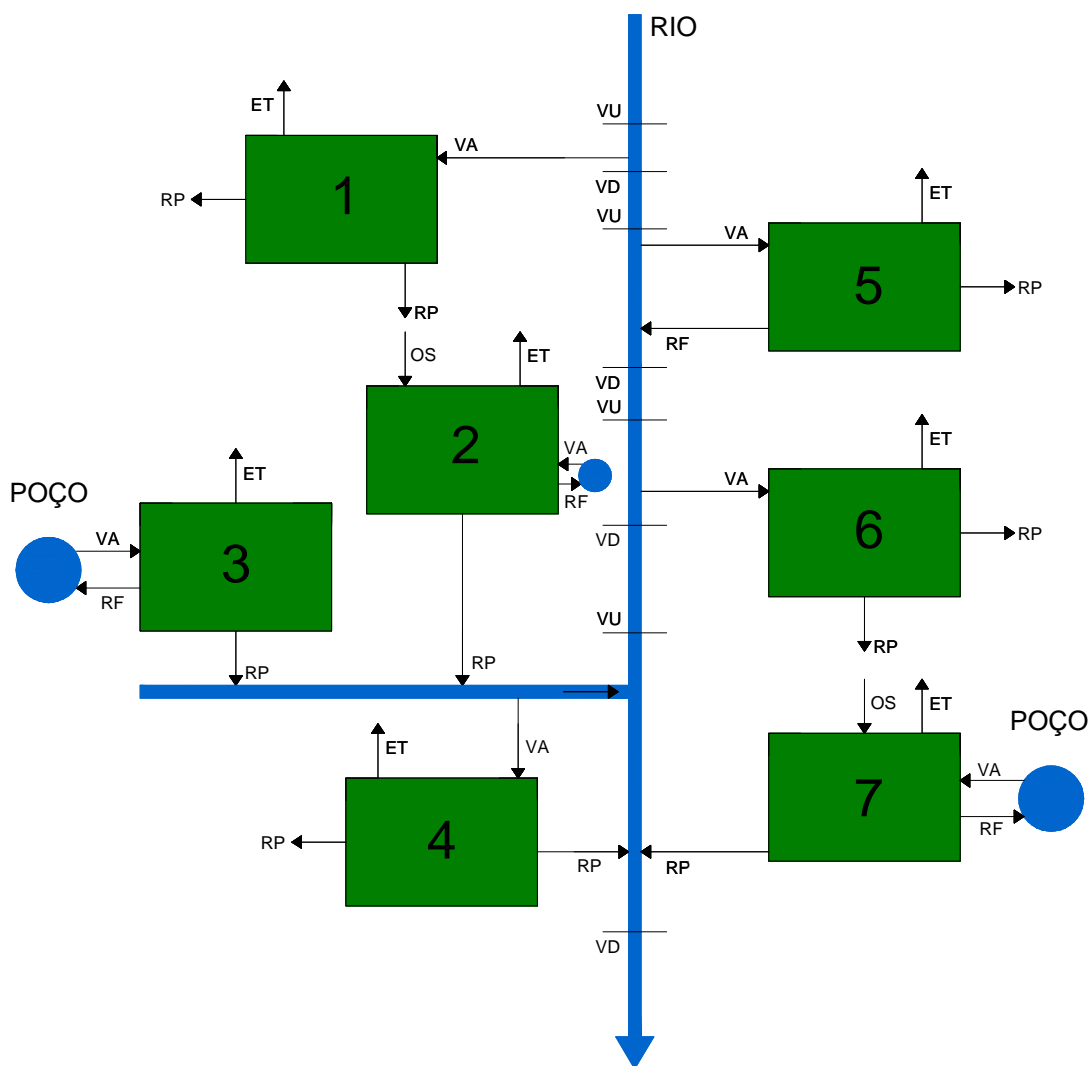 RIO
ET
VU
VA
1
RP
VD
ET
VU
VA
RP
5
RP
RF
OS
ET
VD
VU
2
VA
RF
ET
VA
RP
6
POÇO
ET
VA
3
RF
VD
VU
RP
RP
RP
OS
ET
POÇO
VA
ET
VA
7
RF
RP
4
RP
RP
VD